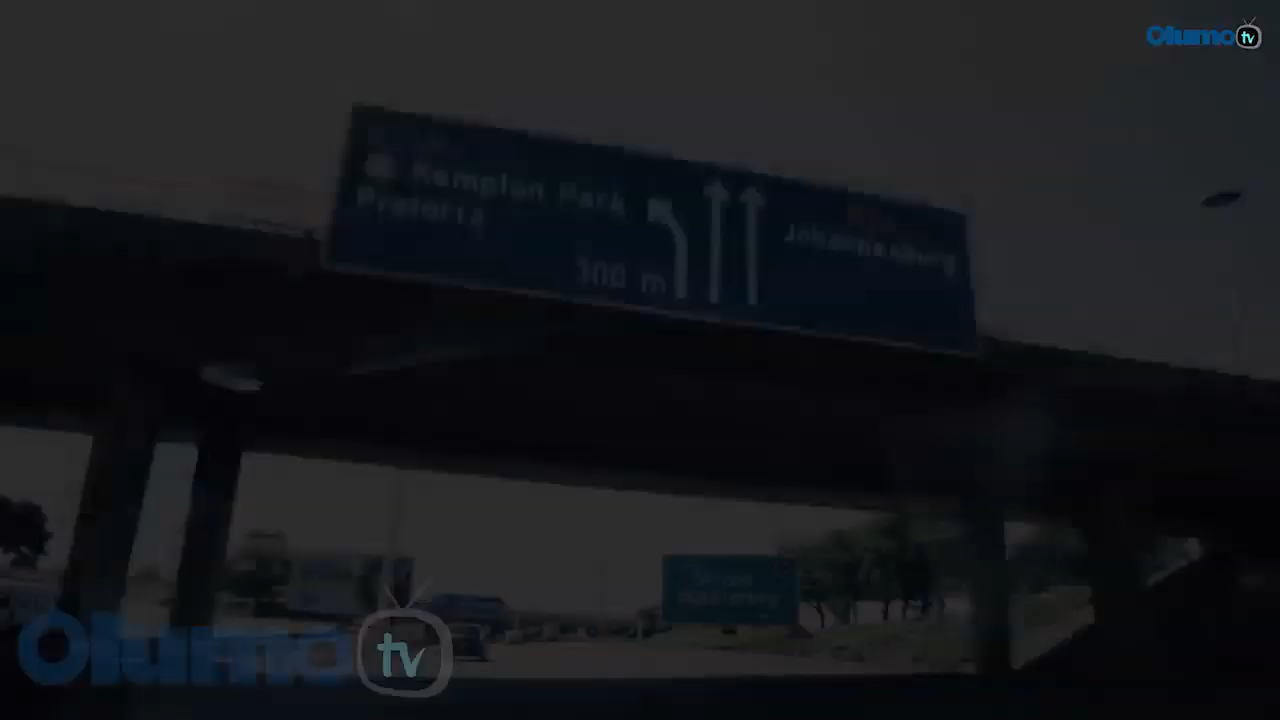 Olumo tv
Kempton Park
Pretoria
300 m
Johannesburg
Olumo tv